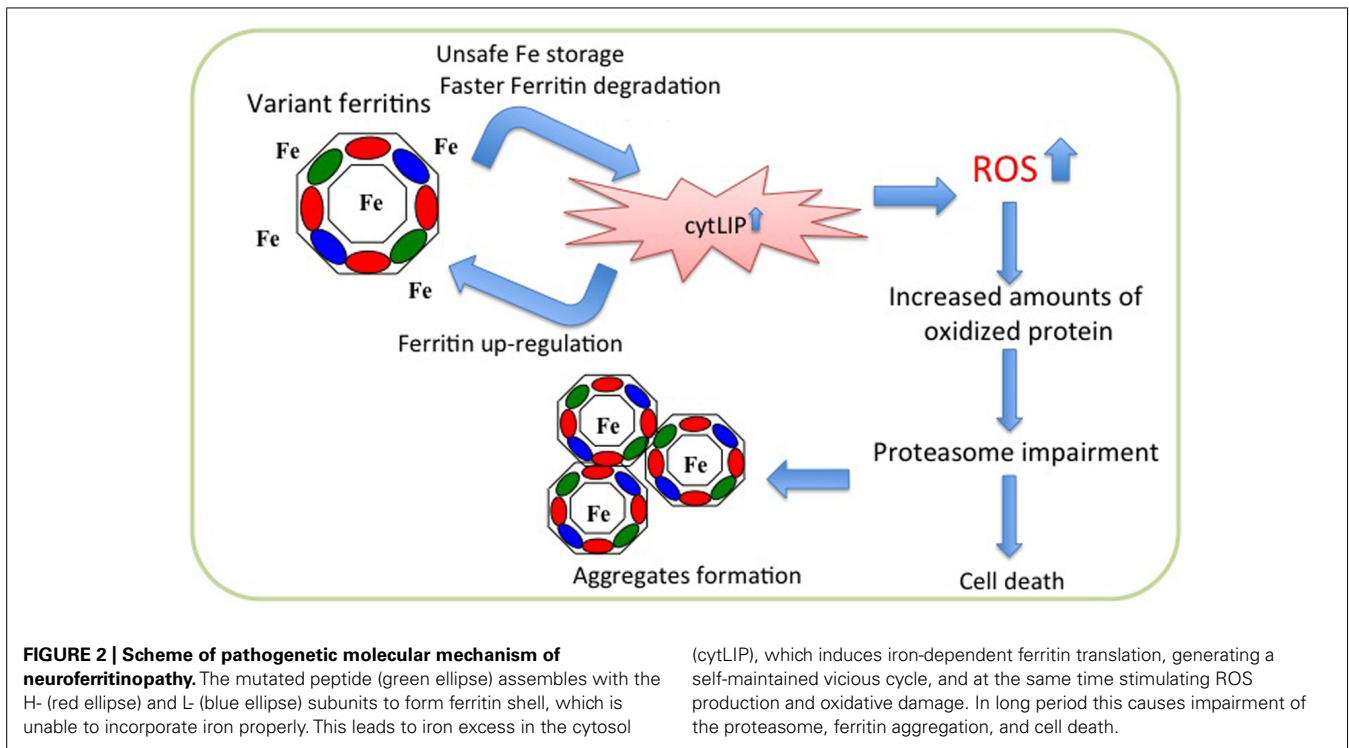 Unsafe Fe storage
Faster Ferritin degradation
Variant ferritins
Fe
Fe
Fe
Fe
Fe
cytLIP
ROS
Increased amounts of
oxidized protein
Ferritin up-regulation
Proteasome impairment
Fe
Fe
Fe
Aggregates formation
Cell death
FIGURE 2 | Scheme of pathogenetic molecular mechanism of
neuroferritinopathy. The mutated peptide (green ellipse) assembles with the
H- (red ellipse) and L- (blue ellipse) subunits to form ferritin shell, which is
unable to incorporate iron properly. This leads to iron excess in the cytosol
(cytLIP), which induces iron-dependent ferritin translation, generating a
self-maintained vicious cycle, and at the same time stimulating ROS
production and oxidative damage. In long period this causes impairment of
the proteasome, ferritin aggregation, and cell death.